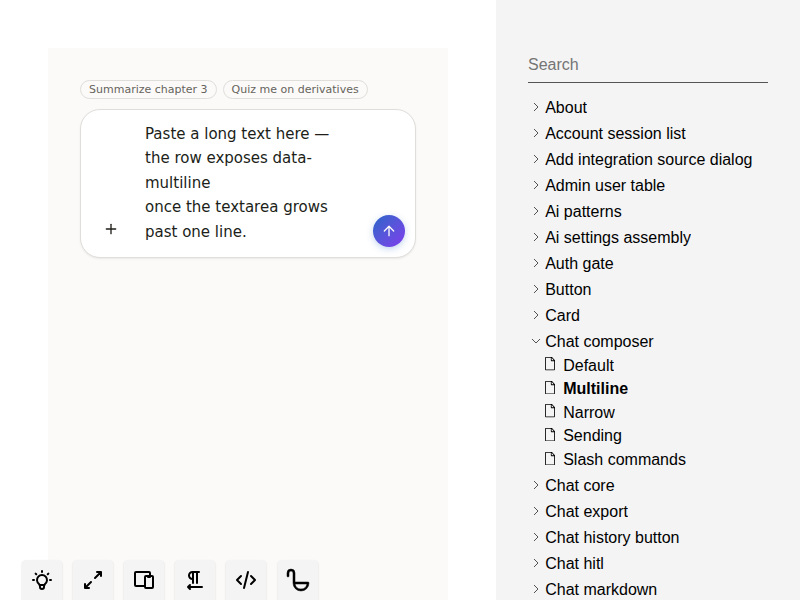 Summarize chapter 3
Quiz me on derivatives
Paste a long text here —
the row exposes data-
multiline
once the textarea grows
past one line.
Search
About
Account session list
Add integration source dialog
Admin user table
Ai patterns
Ai settings assembly
Auth gate
Button
Card
Chat composer
Default
Multiline
Narrow
Sending
Slash commands
Chat core
Chat export
Chat history button
Chat hitl
Chat markdown